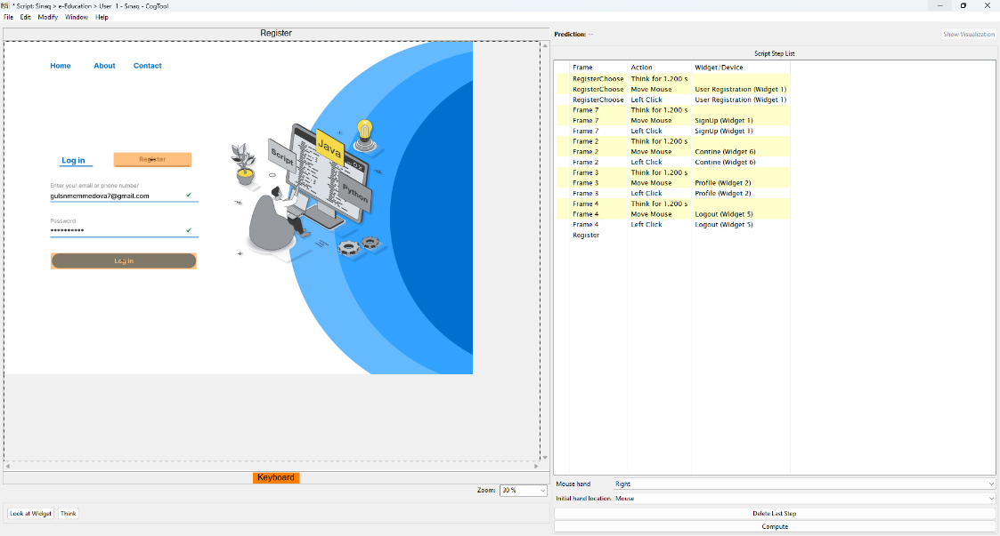 * Script: Sınaq > e-Education > User 1 - Sınaq - CogTool
File Edit Modify Window Help
Register
Home About Contact
Log in Register
Enter your email or phone number
gulsnmemmedova7@gmail.com
Password
**********
Log in
Script
Java
Python
Keyboard
Zoom: 30 %
Look at Widget Think
Prediction: -- Show Visualization
Script Step List
Frame Action Widget/Device
RegisterChoose Think for 1.200 s
RegisterChoose Move Mouse User Registration (Widget 1)
RegisterChoose Left Click User Registration (Widget 1)
Frame 7 Think for 1.200 s
Frame 7 Move Mouse SignUp (Widget 1)
Frame 7 Left Click SignUp (Widget 1)
Frame 2 Think for 1.200 s
Frame 2 Move Mouse Contine (Widget 6)
Frame 2 Left Click Contine (Widget 6)
Frame 3 Think for 1.200 s
Frame 3 Move Mouse Profile (Widget 2)
Frame 3 Left Click Profile (Widget 2)
Frame 4 Think for 1.200 s
Frame 4 Move Mouse Logout (Widget 5)
Frame 4 Left Click Logout (Widget 5)
Register
Mouse hand Right
Initial hand location Mouse
Delete Last Step
Compute